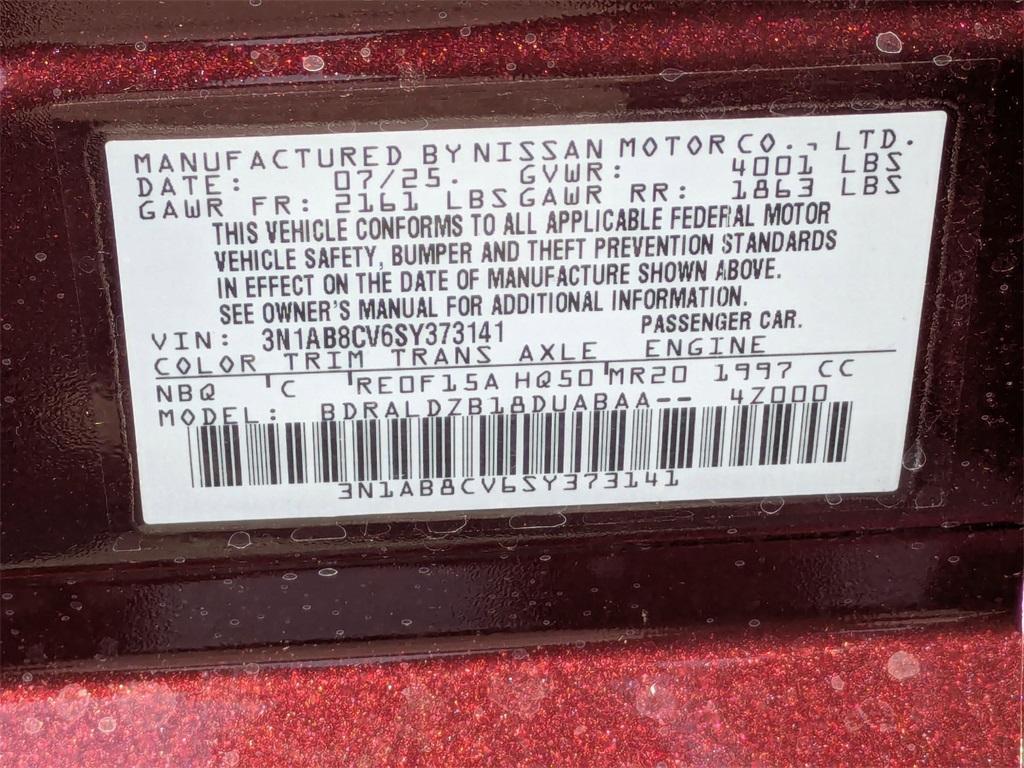 MANUFACTURED BY NISSAN MOTOR CO., LTD.
DATE: 07/25. GVWR: 4001 LBS
GAWR FR: 2161 LBS GAWR RR: 1863 LBS
THIS VEHICLE CONFORMS TO ALL APPLICABLE FEDERAL MOTOR
VEHICLE SAFETY, BUMPER AND THEFT PREVENTION STANDARDS
IN EFFECT ON THE DATE OF MANUFACTURE SHOWN ABOVE.
SEE OWNER'S MANUAL FOR ADDITIONAL INFORMATION.
VIN: 3N1AB8CV6SY373141 PASSENGER CAR.
COLOR TRIM TRANS AXLE ENGINE
NBQ C RE0F15A HQ50 MR20 1997 CC
MODEL: BDRALDZB18DUABAA-- 4Z000
3N1AB8CV6SY373141